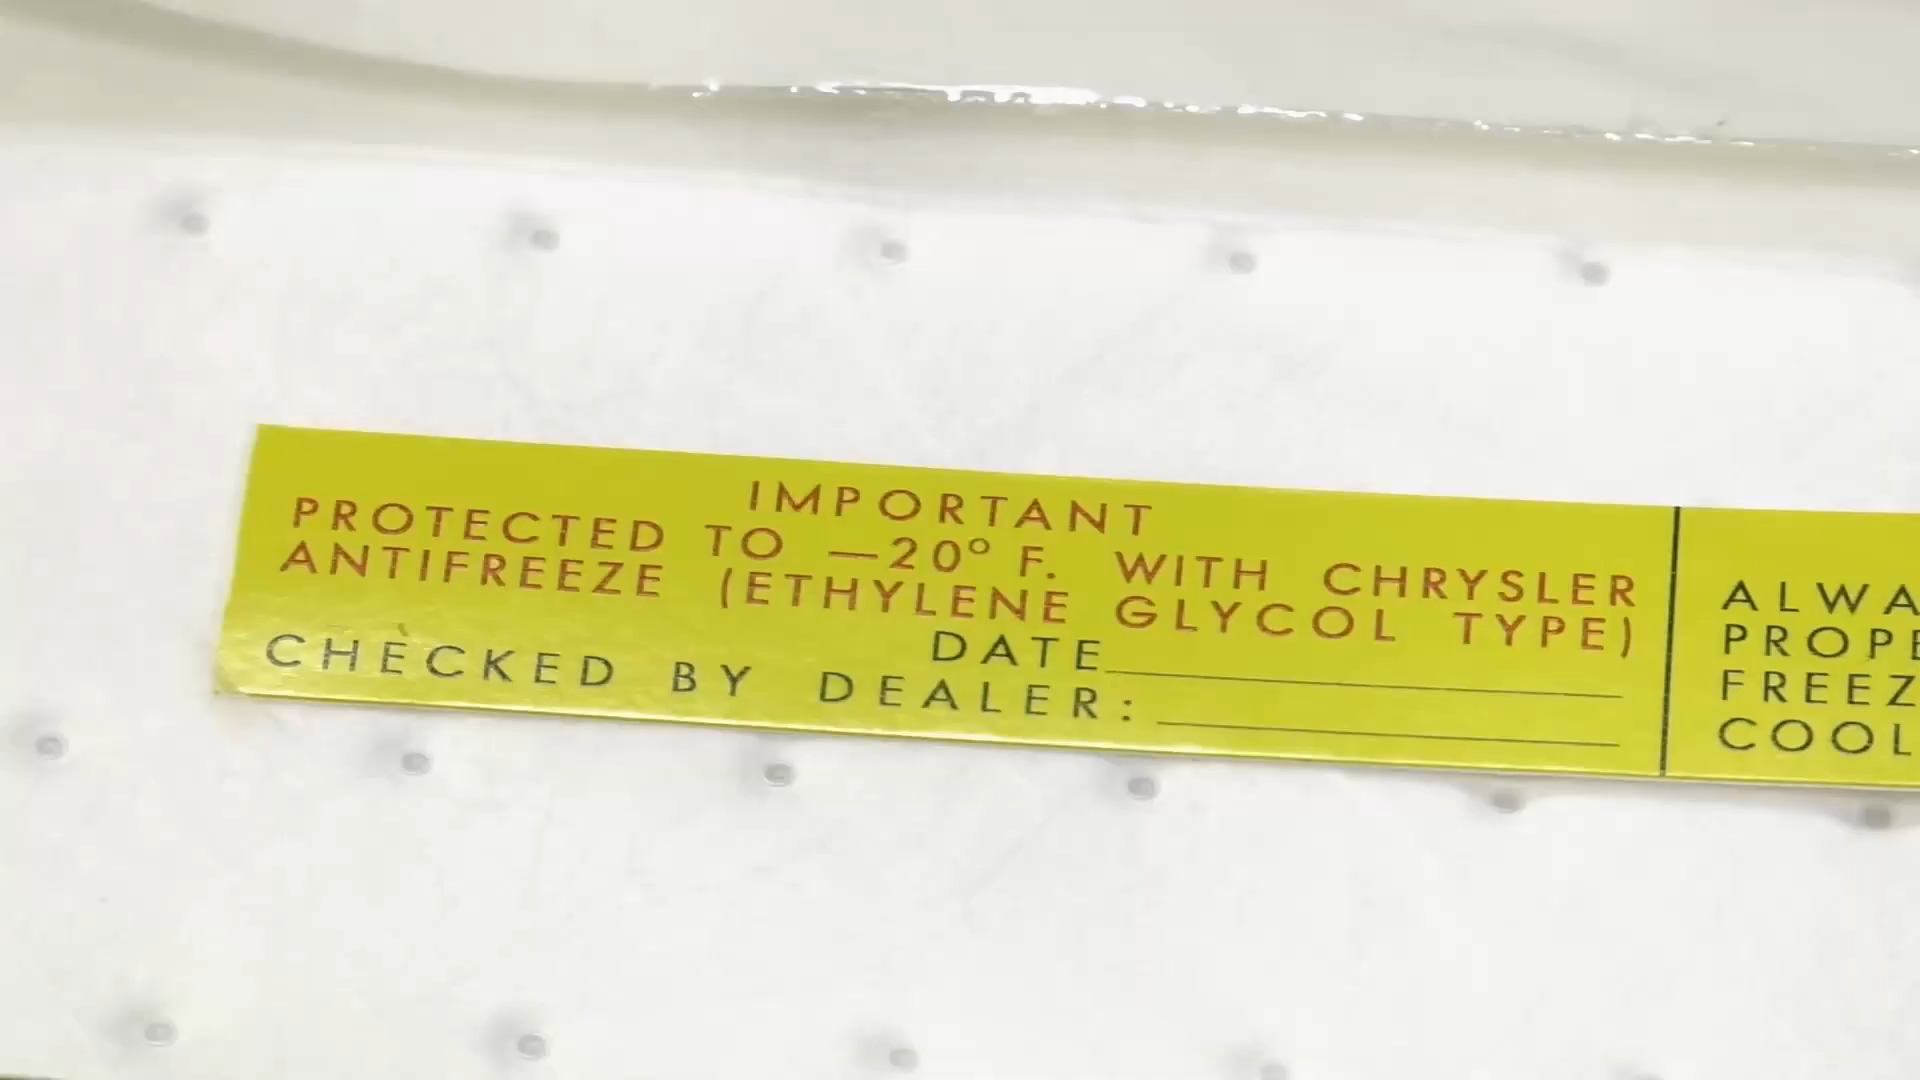 IMPORTANT
PROTECTED TO —20° F. WITH CHRYSLER
ANTIFREEZE (ETHYLENE GLYCOL TYPE)
DATE
CHECKED BY DEALER:
ALWA
PROPE
FREEZ
COOL